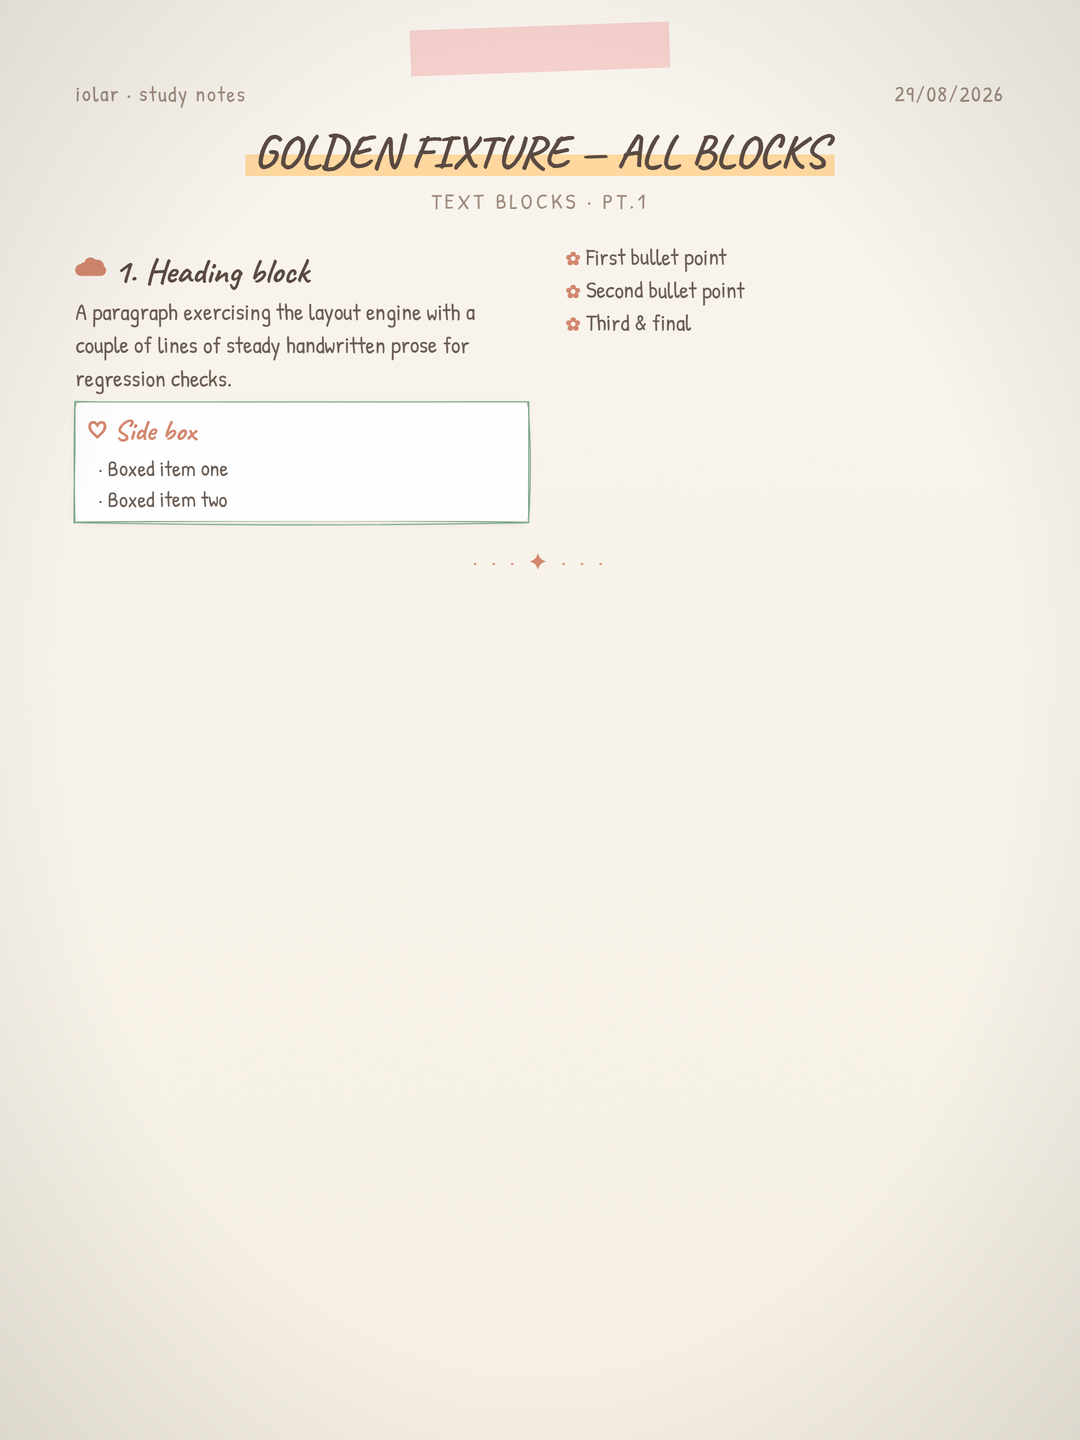 iolar · study notes
29/08/2026
GOLDEN FIXTURE – ALL BLOCKS
TEXT BLOCKS · PT.1
1. Heading block
A paragraph exercising the layout engine with a
couple of lines of steady handwritten prose for
regression checks.
Side box
· Boxed item one
· Boxed item two
First bullet point
Second bullet point
Third & final